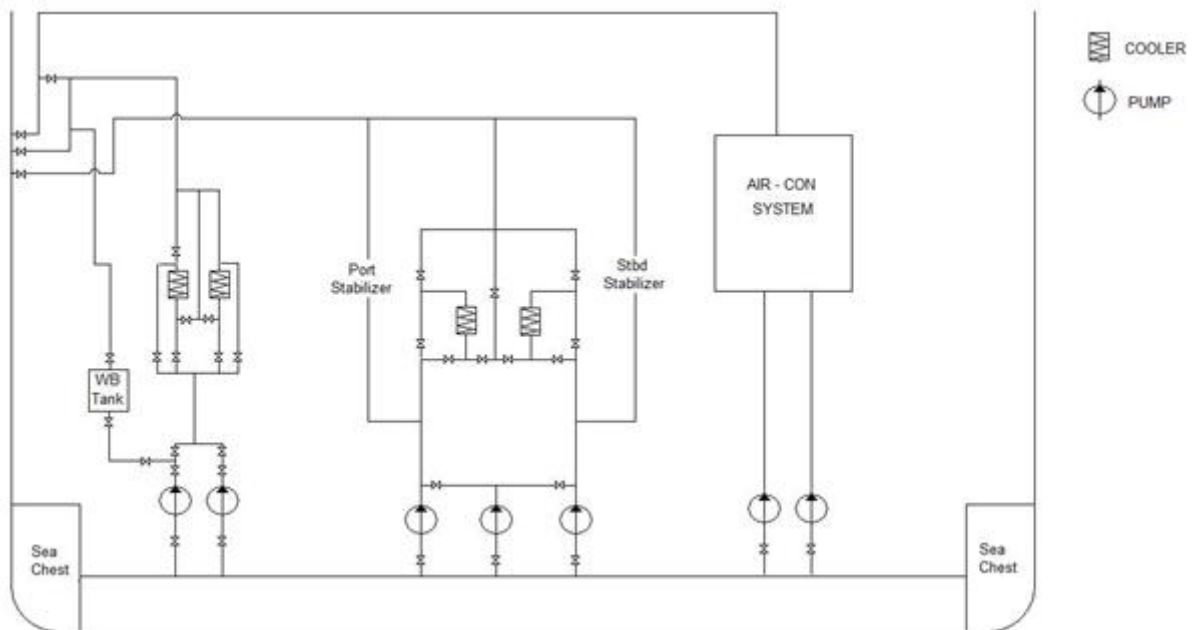 COOLER
PUMP
AIR - CON
SYSTEM
Port
Stabilizer
Stbd
Stabilizer
WB
Tank
Sea
Chest
Sea
Chest